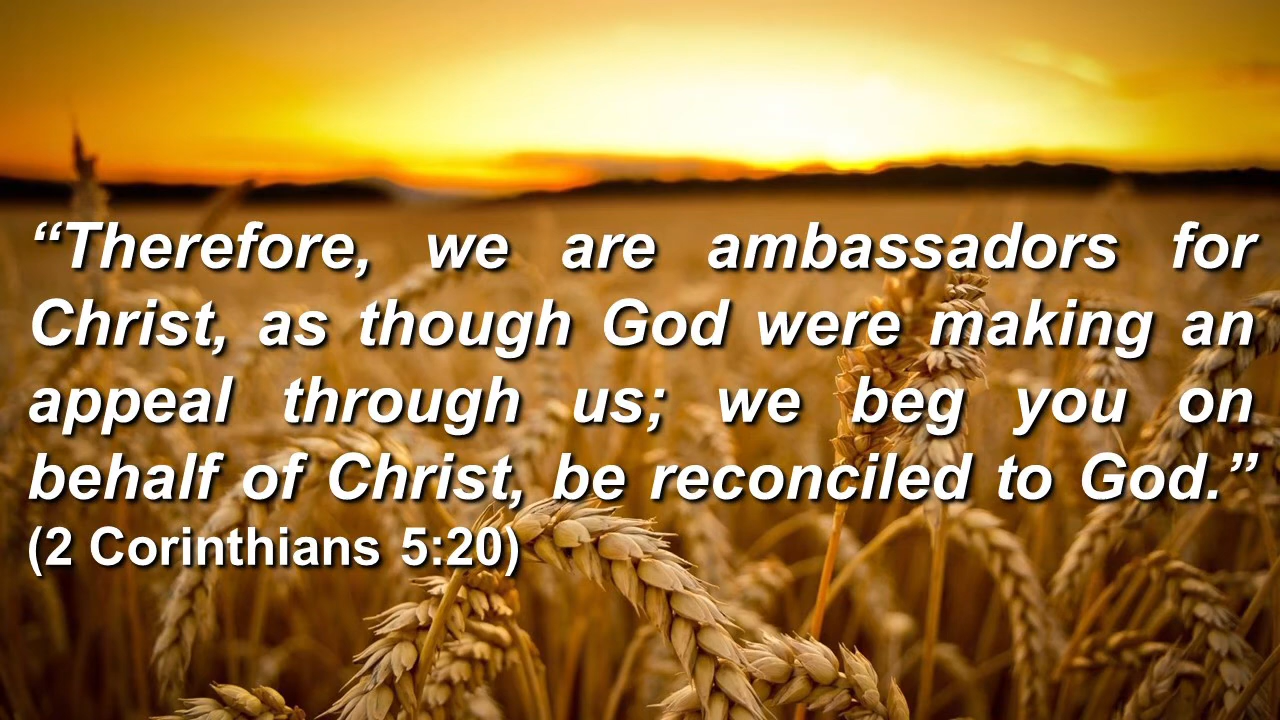 “Therefore, we are ambassadors for
Christ, as though God were making an
appeal through us; we beg you on
behalf of Christ, be reconciled to God.”
(2 Corinthians 5:20)